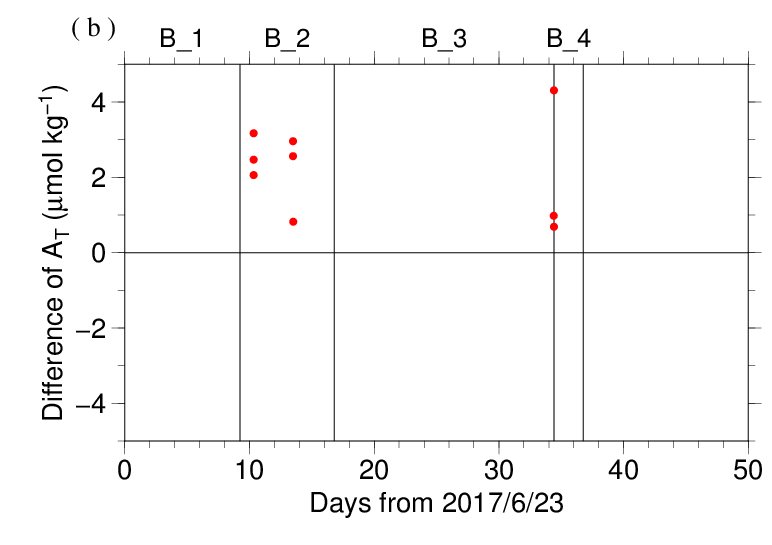 ( b )
B_1 B_2 B_3 B_4
Difference of A_T (μmol kg⁻¹)
4
2
0
−2
−4
0 10 20 30 40 50
Days from 2017/6/23